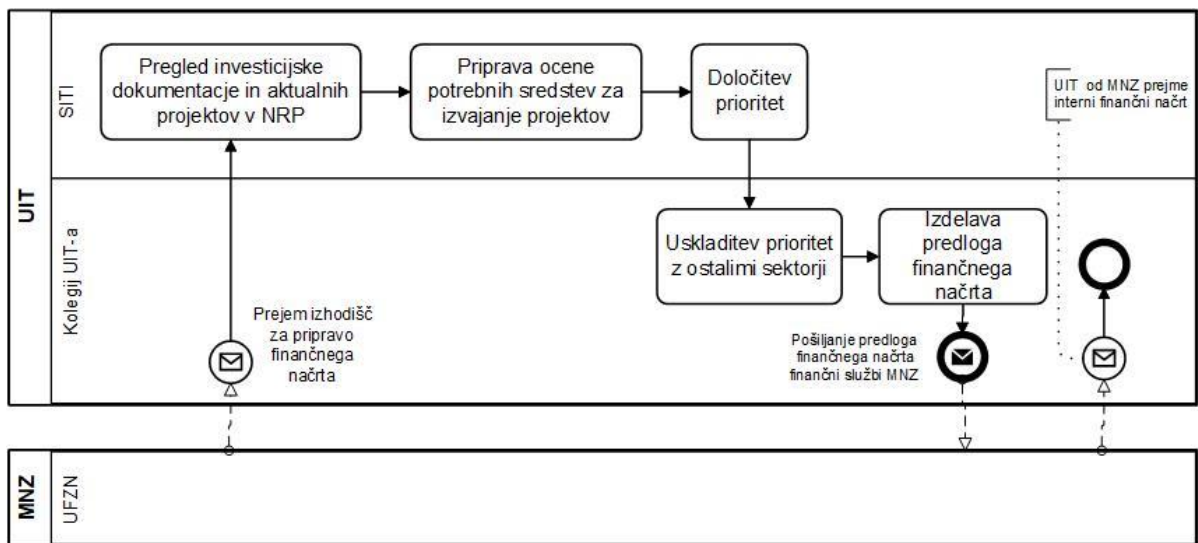 UIT
SITI
Pregled investicijske
dokumentacje in aktualnih
projektov v NRP
Priprava ocene
potrebnih sredstev za
izvajanje projektov
Določitev
prioritet
UIT od MNZ prejme
interni finančni načrt
Kolegij UIT-a
Prejem izhodišč
za pripravo
finančnega
načrta
Uskladitev prioritet
z ostalimi sektorji
Izdelava
predloga
finančnega
načrta
Pošiljanje predloga
finančnega načrta
finančni službi MNZ
MNZ
UFZN